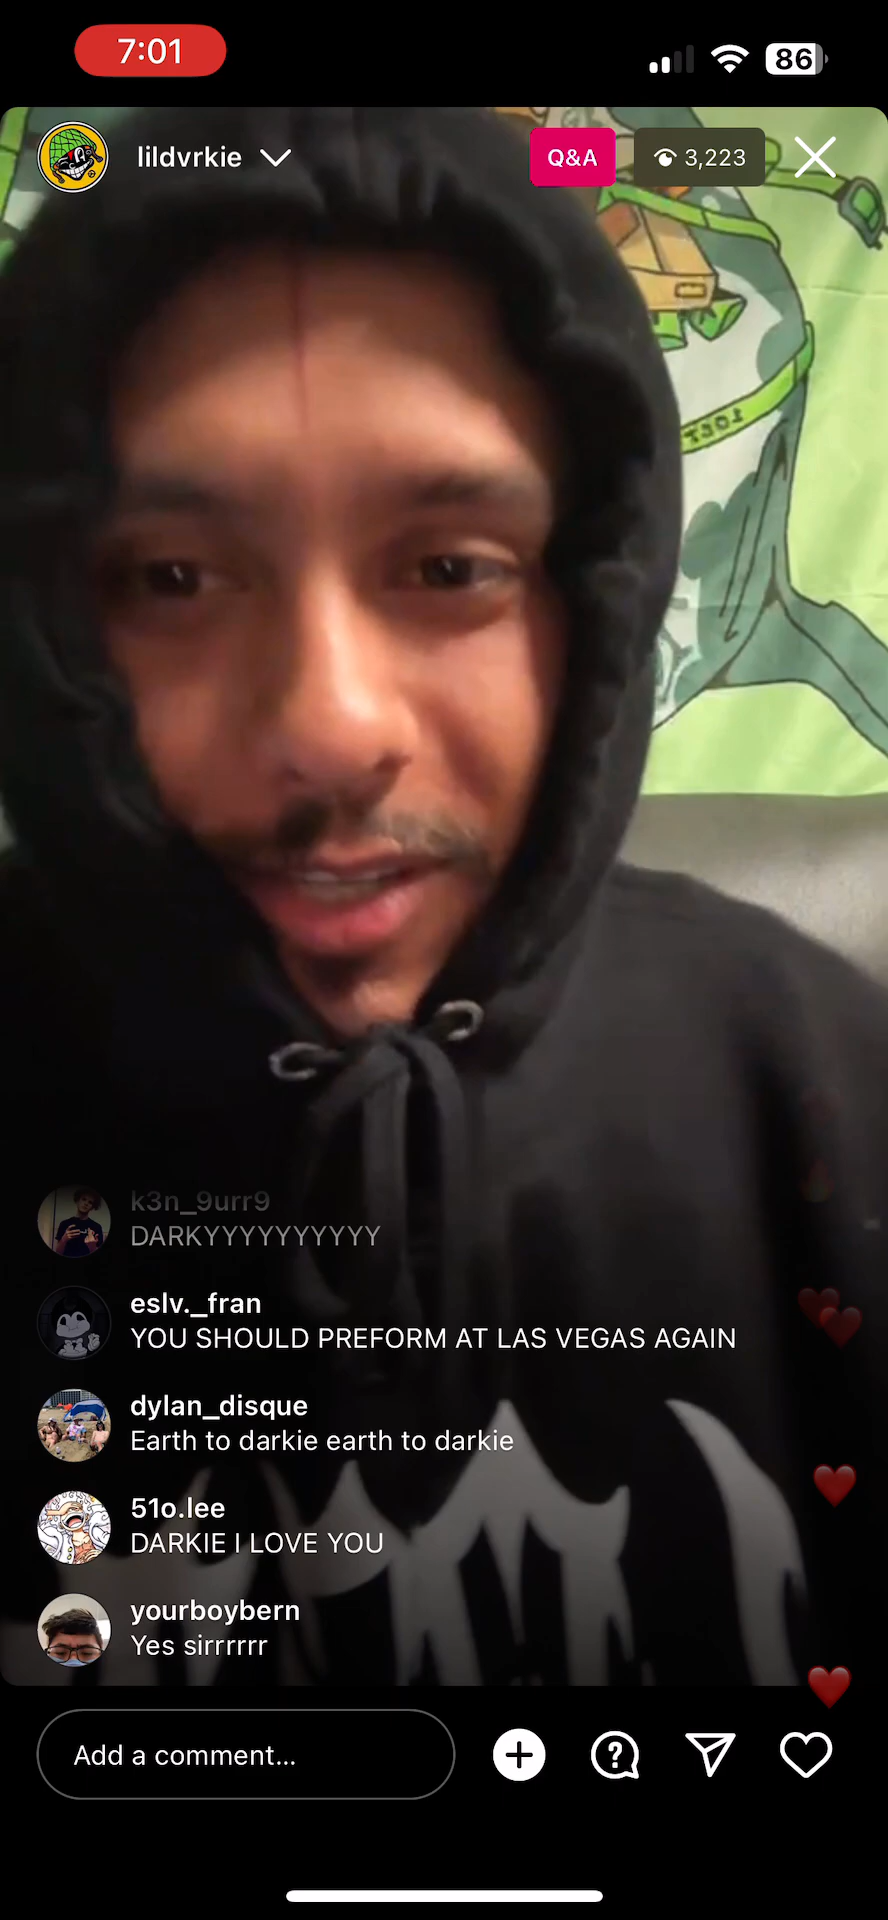 7:01
86
lildvrkie
Q&A
3,223
LOST
k3n_9urr9
DARKYYYYYYYYYY
eslv._fran
YOU SHOULD PREFORM AT LAS VEGAS AGAIN
dylan_disque
Earth to darkie earth to darkie
51o.lee
DARKIE I LOVE YOU
yourboybern
Yes sirrrrrr
Add a comment...